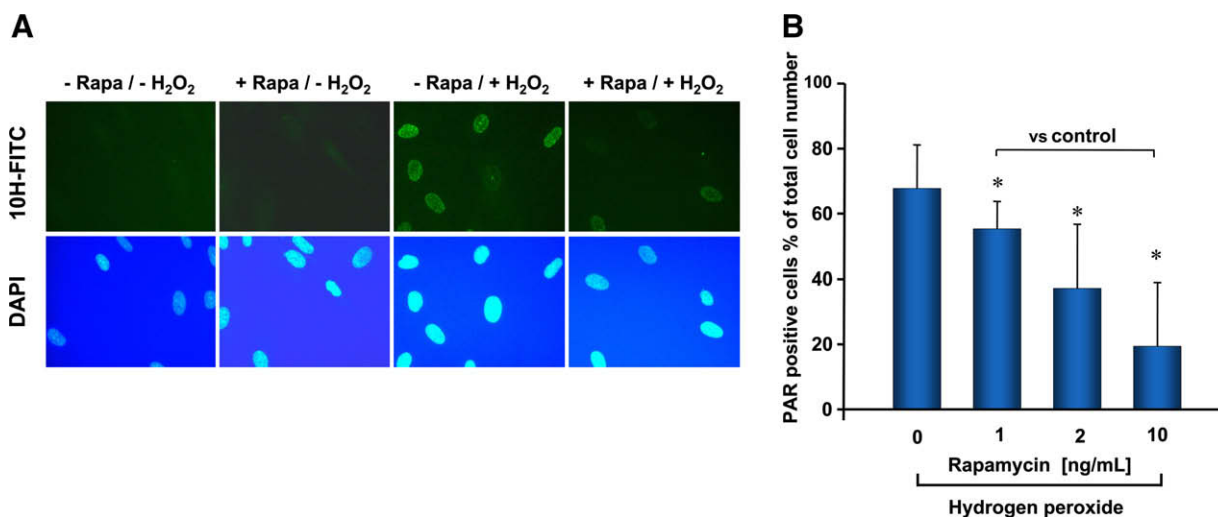 A
- Rapa / - H₂O₂
+ Rapa / - H₂O₂
- Rapa / + H₂O₂
+ Rapa / + H₂O₂
10H-FITC
DAPI
B
PAR positive cells % of total cell number
100
80
60
40
20
0
vs control
*
*
*
0 1 2 10
Rapamycin [ng/mL]
Hydrogen peroxide